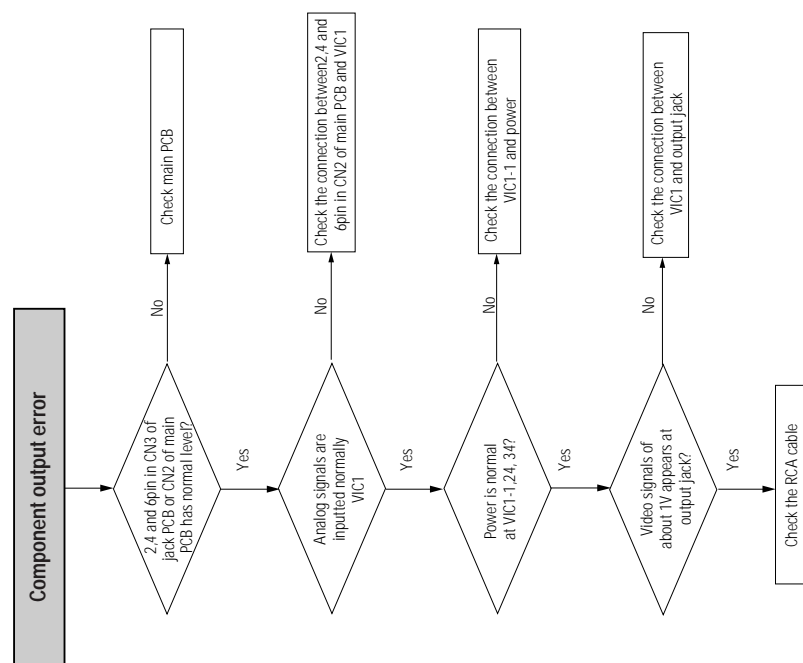 Component output error
2,4 and 6pin in CN3 of
jack PCB or CN2 of main
PCB has normal level?
No
Check main PCB
Yes
Analog signals are
inputted normally
VIC1
No
Check the connection between2,4 and
6pin in CN2 of main PCB and VIC1
Yes
Power is normal
at VIC1-1,24, 34?
No
Check the connection between
VIC1-1 and power
Yes
Video signals of
about 1V appears at
output jack?
No
Check the connection between
VIC1 and output jack
Yes
Check the RCA cable